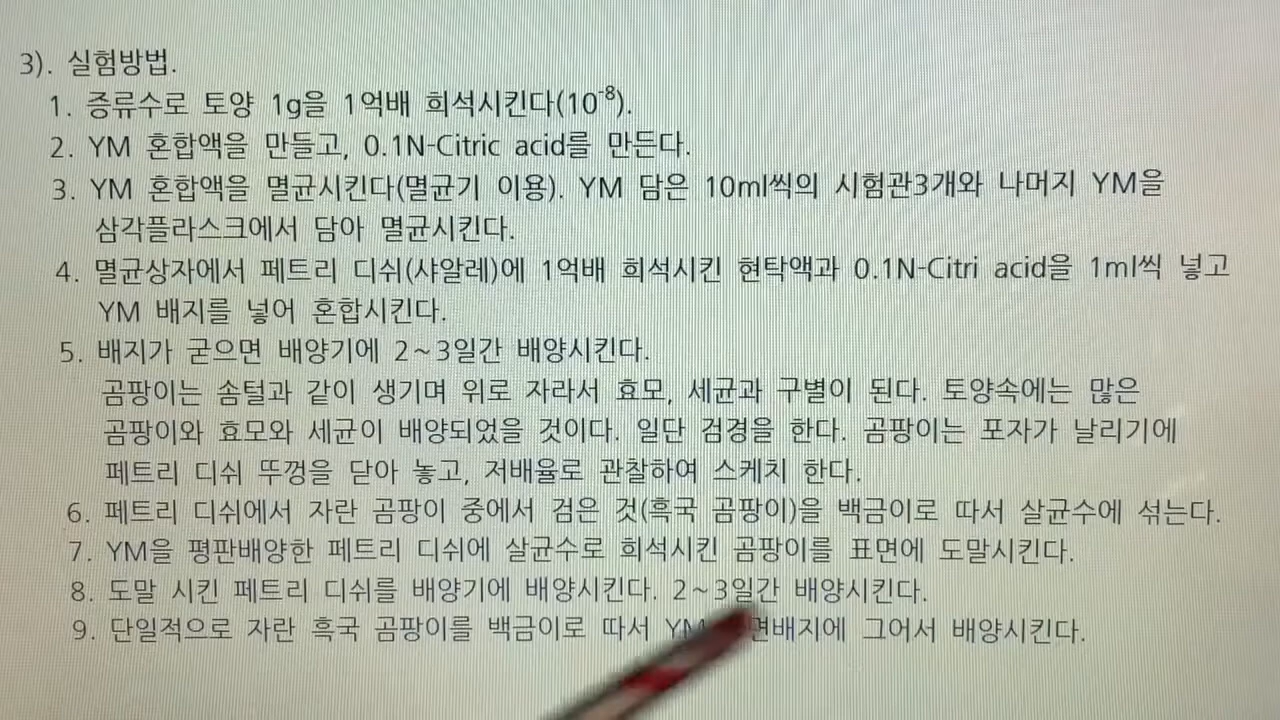 3). 실험방법.
1. 증류수로 토양 1g을 1억배 희석시킨다(10⁻⁸).
2. YM 혼합액을 만들고, 0.1N-Citric acid를 만든다.
3. YM 혼합액을 멸균시킨다(멸균기 이용). YM 담은 10ml씩의 시험관3개와 나머지 YM을
삼각플라스크에서 담아 멸균시킨다.
4. 멸균상자에서 페트리 디쉬(샤알레)에 1억배 희석시킨 현탁액과 0.1N-Citri acid을 1ml씩 넣고
YM 배지를 넣어 혼합시킨다.
5. 배지가 굳으면 배양기에 2~3일간 배양시킨다.
곰팡이는 솜털과 같이 생기며 위로 자라서 효모, 세균과 구별이 된다. 토양속에는 많은
곰팡이와 효모와 세균이 배양되었을 것이다. 일단 검경을 한다. 곰팡이는 포자가 날리기에
페트리 디쉬 뚜껑을 닫아 놓고, 저배율로 관찰하여 스케치 한다.
6. 페트리 디쉬에서 자란 곰팡이 중에서 검은 것(흑국 곰팡이)을 백금이로 따서 살균수에 섞는다.
7. YM을 평판배양한 페트리 디쉬에 살균수로 희석시킨 곰팡이를 표면에 도말시킨다.
8. 도말 시킨 페트리 디쉬를 배양기에 배양시킨다. 2~3일간 배양시킨다.
9. 단일적으로 자란 흑국 곰팡이를 백금이로 따서 YM 그어서 배양시킨다.